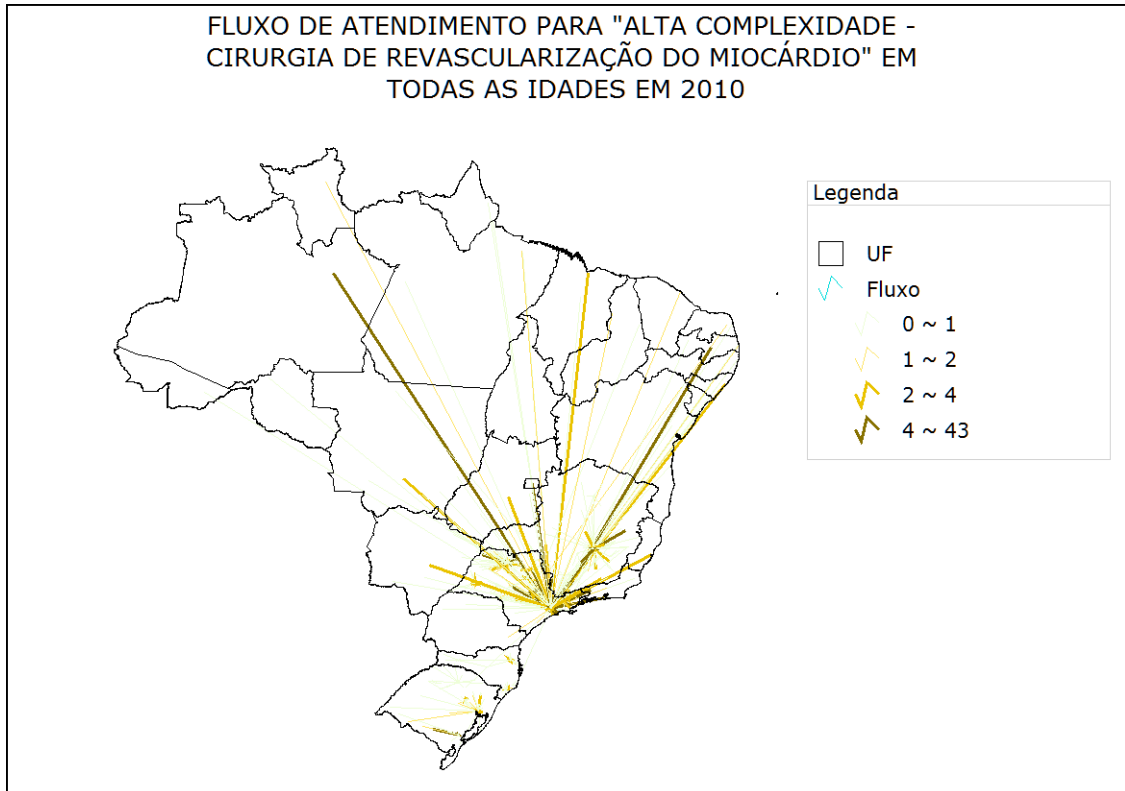 FLUXO DE ATENDIMENTO PARA "ALTA COMPLEXIDADE -
CIRURGIA DE REVASCULARIZAÇÃO DO MIOCÁRDIO" EM
TODAS AS IDADES EM 2010
Legenda
UF
Fluxo
0 ~ 1
1 ~ 2
2 ~ 4
4 ~ 43